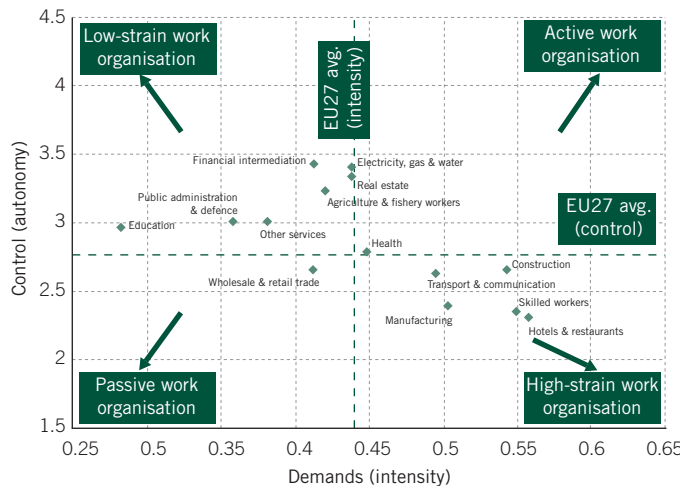 4.5
Low-strain work
organisation
EU27 avg.
(intensity)
Active work
organisation
4
3.5
Financial intermediation
Electricity, gas & water
Real estate
Public administration
& defence
Agriculture & fishery workers
EU27 avg.
(control)
3
Education
Other services
Health
Control (autonomy)
Wholesale & retail trade
Construction
Transport & communication
2.5
Manufacturing
Skilled workers
Hotels & restaurants
2
Passive work
organisation
High-strain work
organisation
1.5
0.25
0.5
0.35
0.4
0.45
0.5
0.55
0.6
0.65
Demands (intensity)